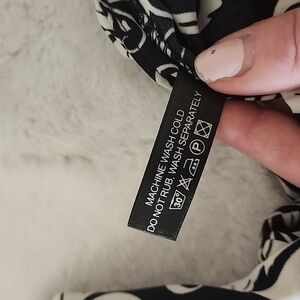 MACHINE WASH COLD
DO NOT RUB, WASH SEPARATELY
30°
P